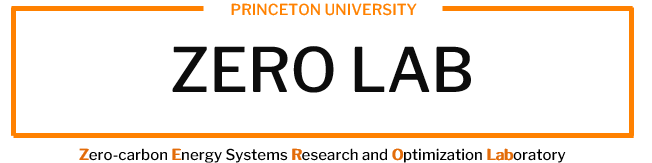 PRINCETON UNIVERSITY
ZERO LAB
Zero-carbon Energy Systems Research and Optimization Laboratory